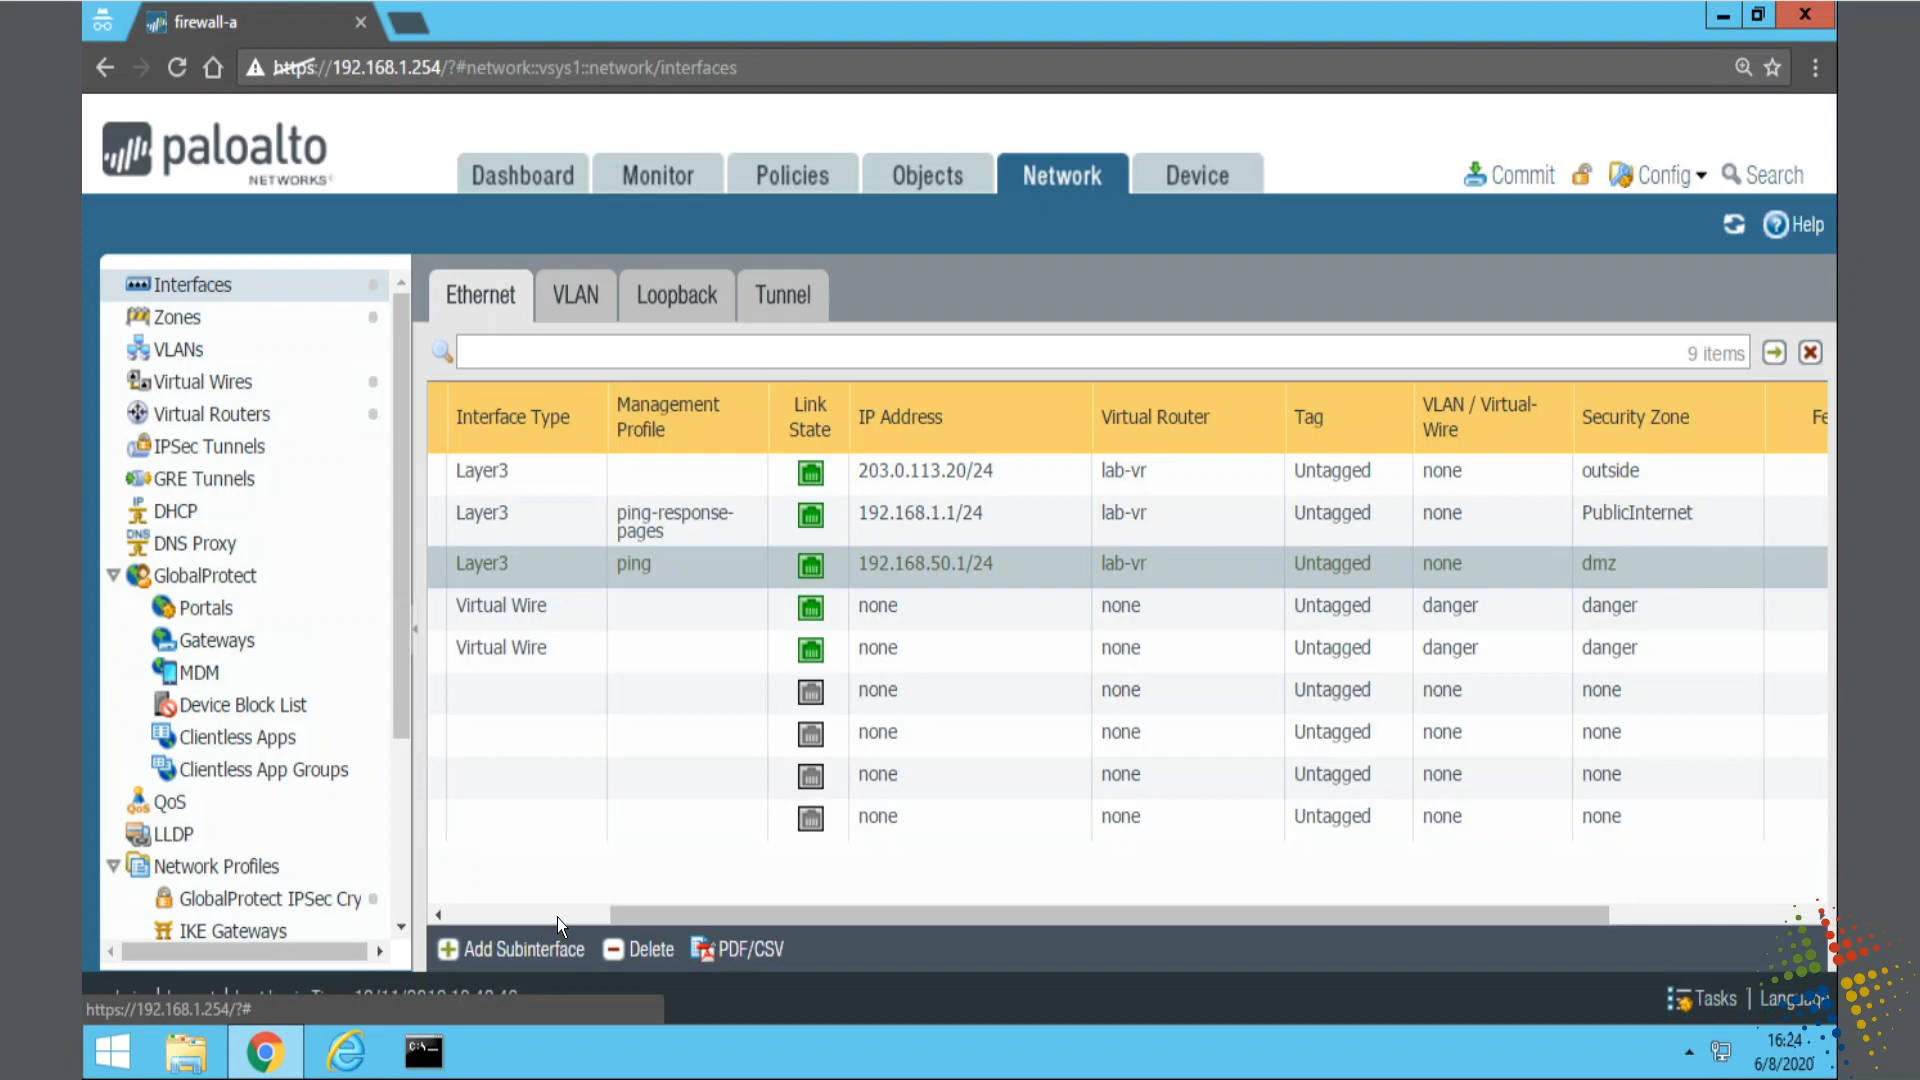 firewall-a
https://192.168.1.254/?#network::vsys1::network/interfaces
paloalto
NETWORKS
Dashboard
Monitor
Policies
Objects
Network
Device
Commit
Config
Search
Help
Interfaces
Zones
VLANs
Virtual Wires
Virtual Routers
IPSec Tunnels
GRE Tunnels
DHCP
DNS Proxy
GlobalProtect
Portals
Gateways
MDM
Device Block List
Clientless Apps
Clientless App Groups
QoS
LLDP
Network Profiles
GlobalProtect IPSec Cry
IKE Gateways
Ethernet
VLAN
Loopback
Tunnel
9 items
Interface Type
Management
Profile
Link
State
IP Address
Virtual Router
Tag
VLAN / Virtual-
Wire
Security Zone
Fe
Layer3 203.0.113.20/24 lab-vr Untagged none outside
Layer3 ping-response-
pages 192.168.1.1/24 lab-vr Untagged none PublicInternet
Layer3 ping 192.168.50.1/24 lab-vr Untagged none dmz
Virtual Wire none none Untagged danger danger
Virtual Wire none none Untagged danger danger
none none Untagged none none
none none Untagged none none
none none Untagged none none
none none Untagged none none
Add Subinterface
Delete
PDF/CSV
https://192.168.1.254/?#
Tasks | Language
16:24
6/8/2020